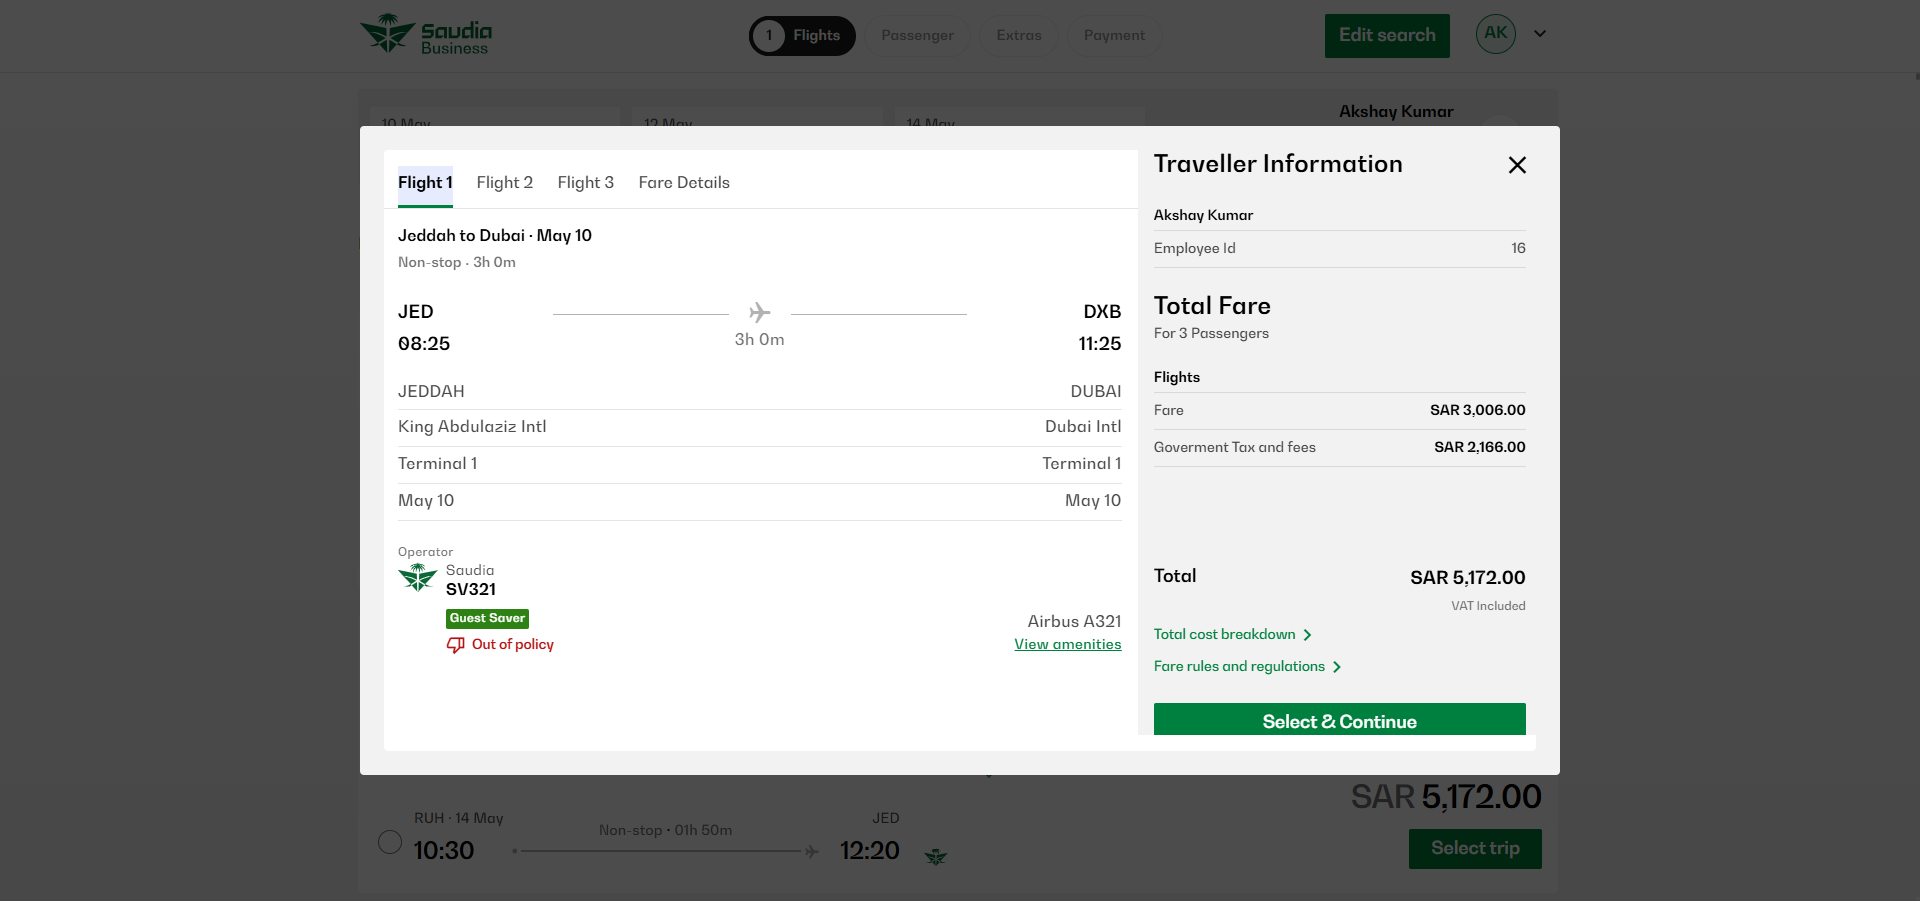 Saudia
Business
1 Flights
Passenger
Extras
Payment
Edit search
AK
10 May
12 May
14 May
Akshay Kumar
Flight 1
Flight 2
Flight 3
Fare Details
Jeddah to Dubai · May 10
Non-stop · 3h 0m
JED
DXB
08:25
3h 0m
11:25
JEDDAH
DUBAI
King Abdulaziz Intl
Dubai Intl
Terminal 1
Terminal 1
May 10
May 10
Operator
Saudia
SV321
Guest Saver
Out of policy
Airbus A321
View amenities
Traveller Information
Akshay Kumar
Employee Id
16
Total Fare
For 3 Passengers
Flights
Fare
SAR 3,006.00
Goverment Tax and fees
SAR 2,166.00
Total
SAR 5,172.00
VAT Included
Total cost breakdown
Fare rules and regulations
Select & Continue
SAR 5,172.00
RUH · 14 May
Non-stop · 01h 50m
JED
10:30
12:20
Select trip